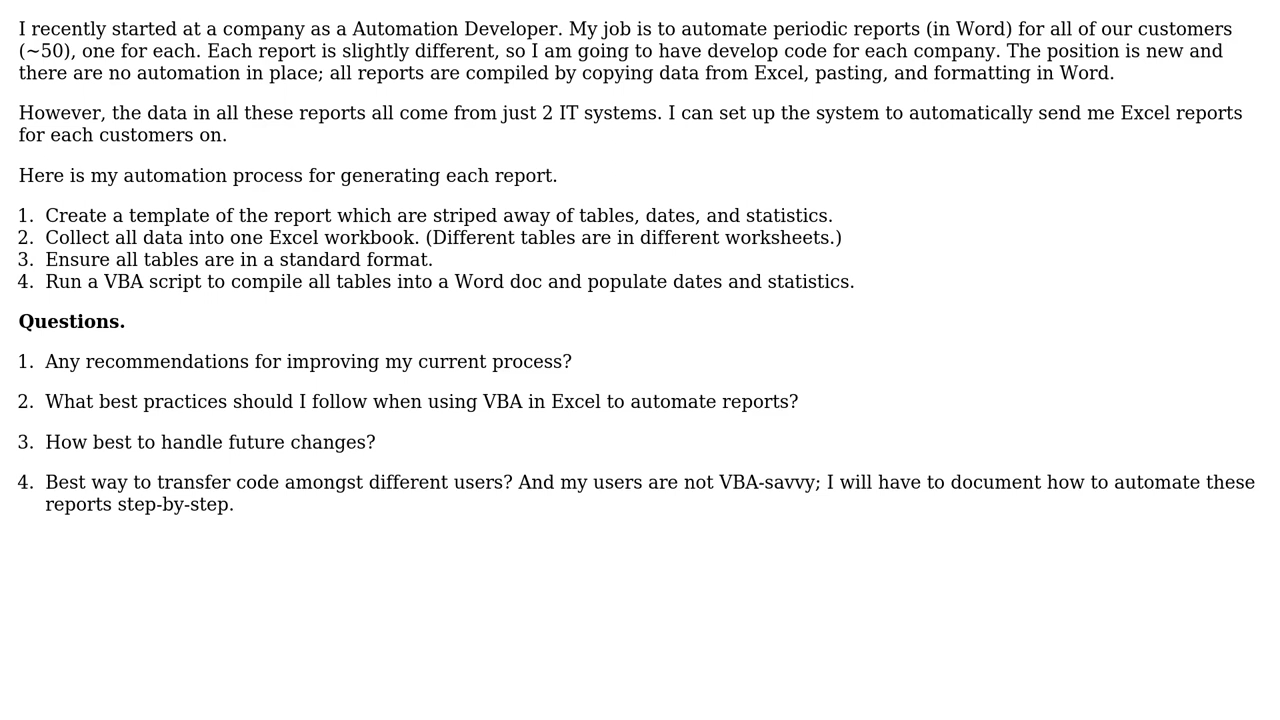 I recently started at a company as a Automation Developer. My job is to automate periodic reports (in Word) for all of our customers
(~50), one for each. Each report is slightly different, so I am going to have develop code for each company. The position is new and
there are no automation in place; all reports are compiled by copying data from Excel, pasting, and formatting in Word.
However, the data in all these reports all come from just 2 IT systems. I can set up the system to automatically send me Excel reports
for each customers on.
Here is my automation process for generating each report.
1. Create a template of the report which are striped away of tables, dates, and statistics.
2. Collect all data into one Excel workbook. (Different tables are in different worksheets.)
3. Ensure all tables are in a standard format.
4. Run a VBA script to compile all tables into a Word doc and populate dates and statistics.
Questions.
1. Any recommendations for improving my current process?
2. What best practices should I follow when using VBA in Excel to automate reports?
3. How best to handle future changes?
4. Best way to transfer code amongst different users? And my users are not VBA-savvy; I will have to document how to automate these
reports step-by-step.